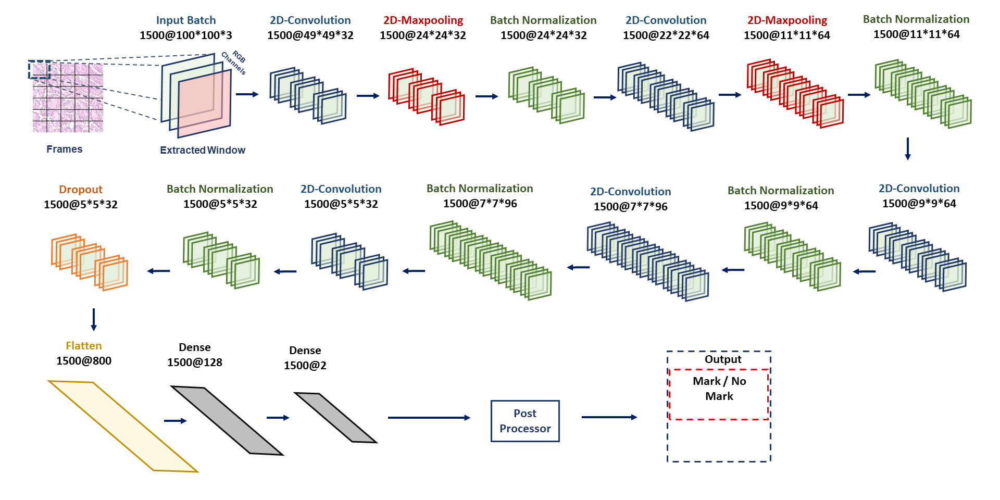 Input Batch
1500@100*100*3
2D-Convolution
1500@49*49*32
2D-Maxpooling
1500@24*24*32
Batch Normalization
1500@24*24*32
2D-Convolution
1500@22*22*64
2D-Maxpooling
1500@11*11*64
Batch Normalization
1500@11*11*64
RGB
Channels
Frames
Extracted Window
Dropout
1500@5*5*32
Batch Normalization
1500@5*5*32
2D-Convolution
1500@5*5*32
Batch Normalization
1500@7*7*96
2D-Convolution
1500@7*7*96
Batch Normalization
1500@9*9*64
2D-Convolution
1500@9*9*64
Flatten
1500@800
Dense
1500@128
Dense
1500@2
Post
Processor
Output
Mark / No
Mark